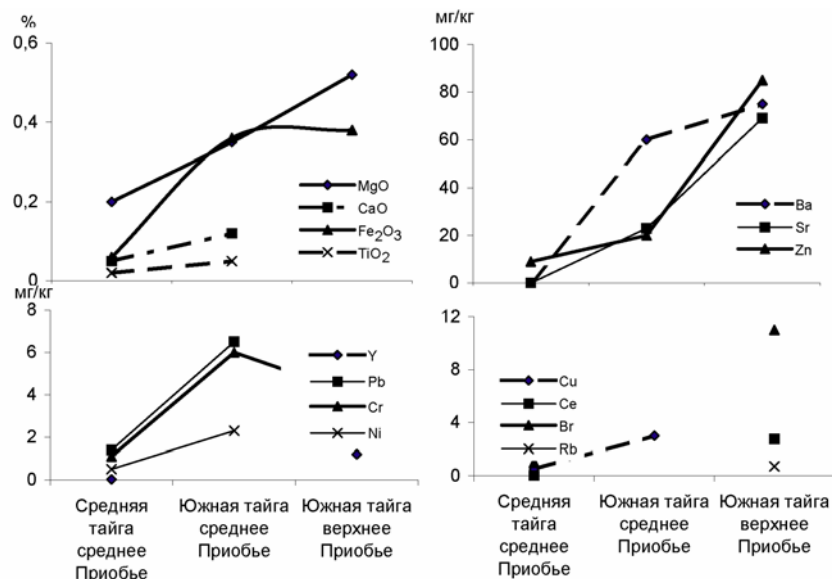 %
0,6
0,4
0,2
0
MgO
CaO
Fe₂O₃
TiO₂
мг/кг
100
80
60
40
20
0
Ba
Sr
Zn
мг/кг
8
6
4
2
0
Y
Pb
Cr
Ni
Средняя
тайга
среднее
Приобье
Южная тайга
среднее
Приобье
Южная тайга
верхнее
Приобье
12
8
4
0
Cu
Ce
Br
Rb
Средняя
тайга
среднее
Приобье
Южная тайга
среднее
Приобье
Южная тайга
верхнее
Приобье